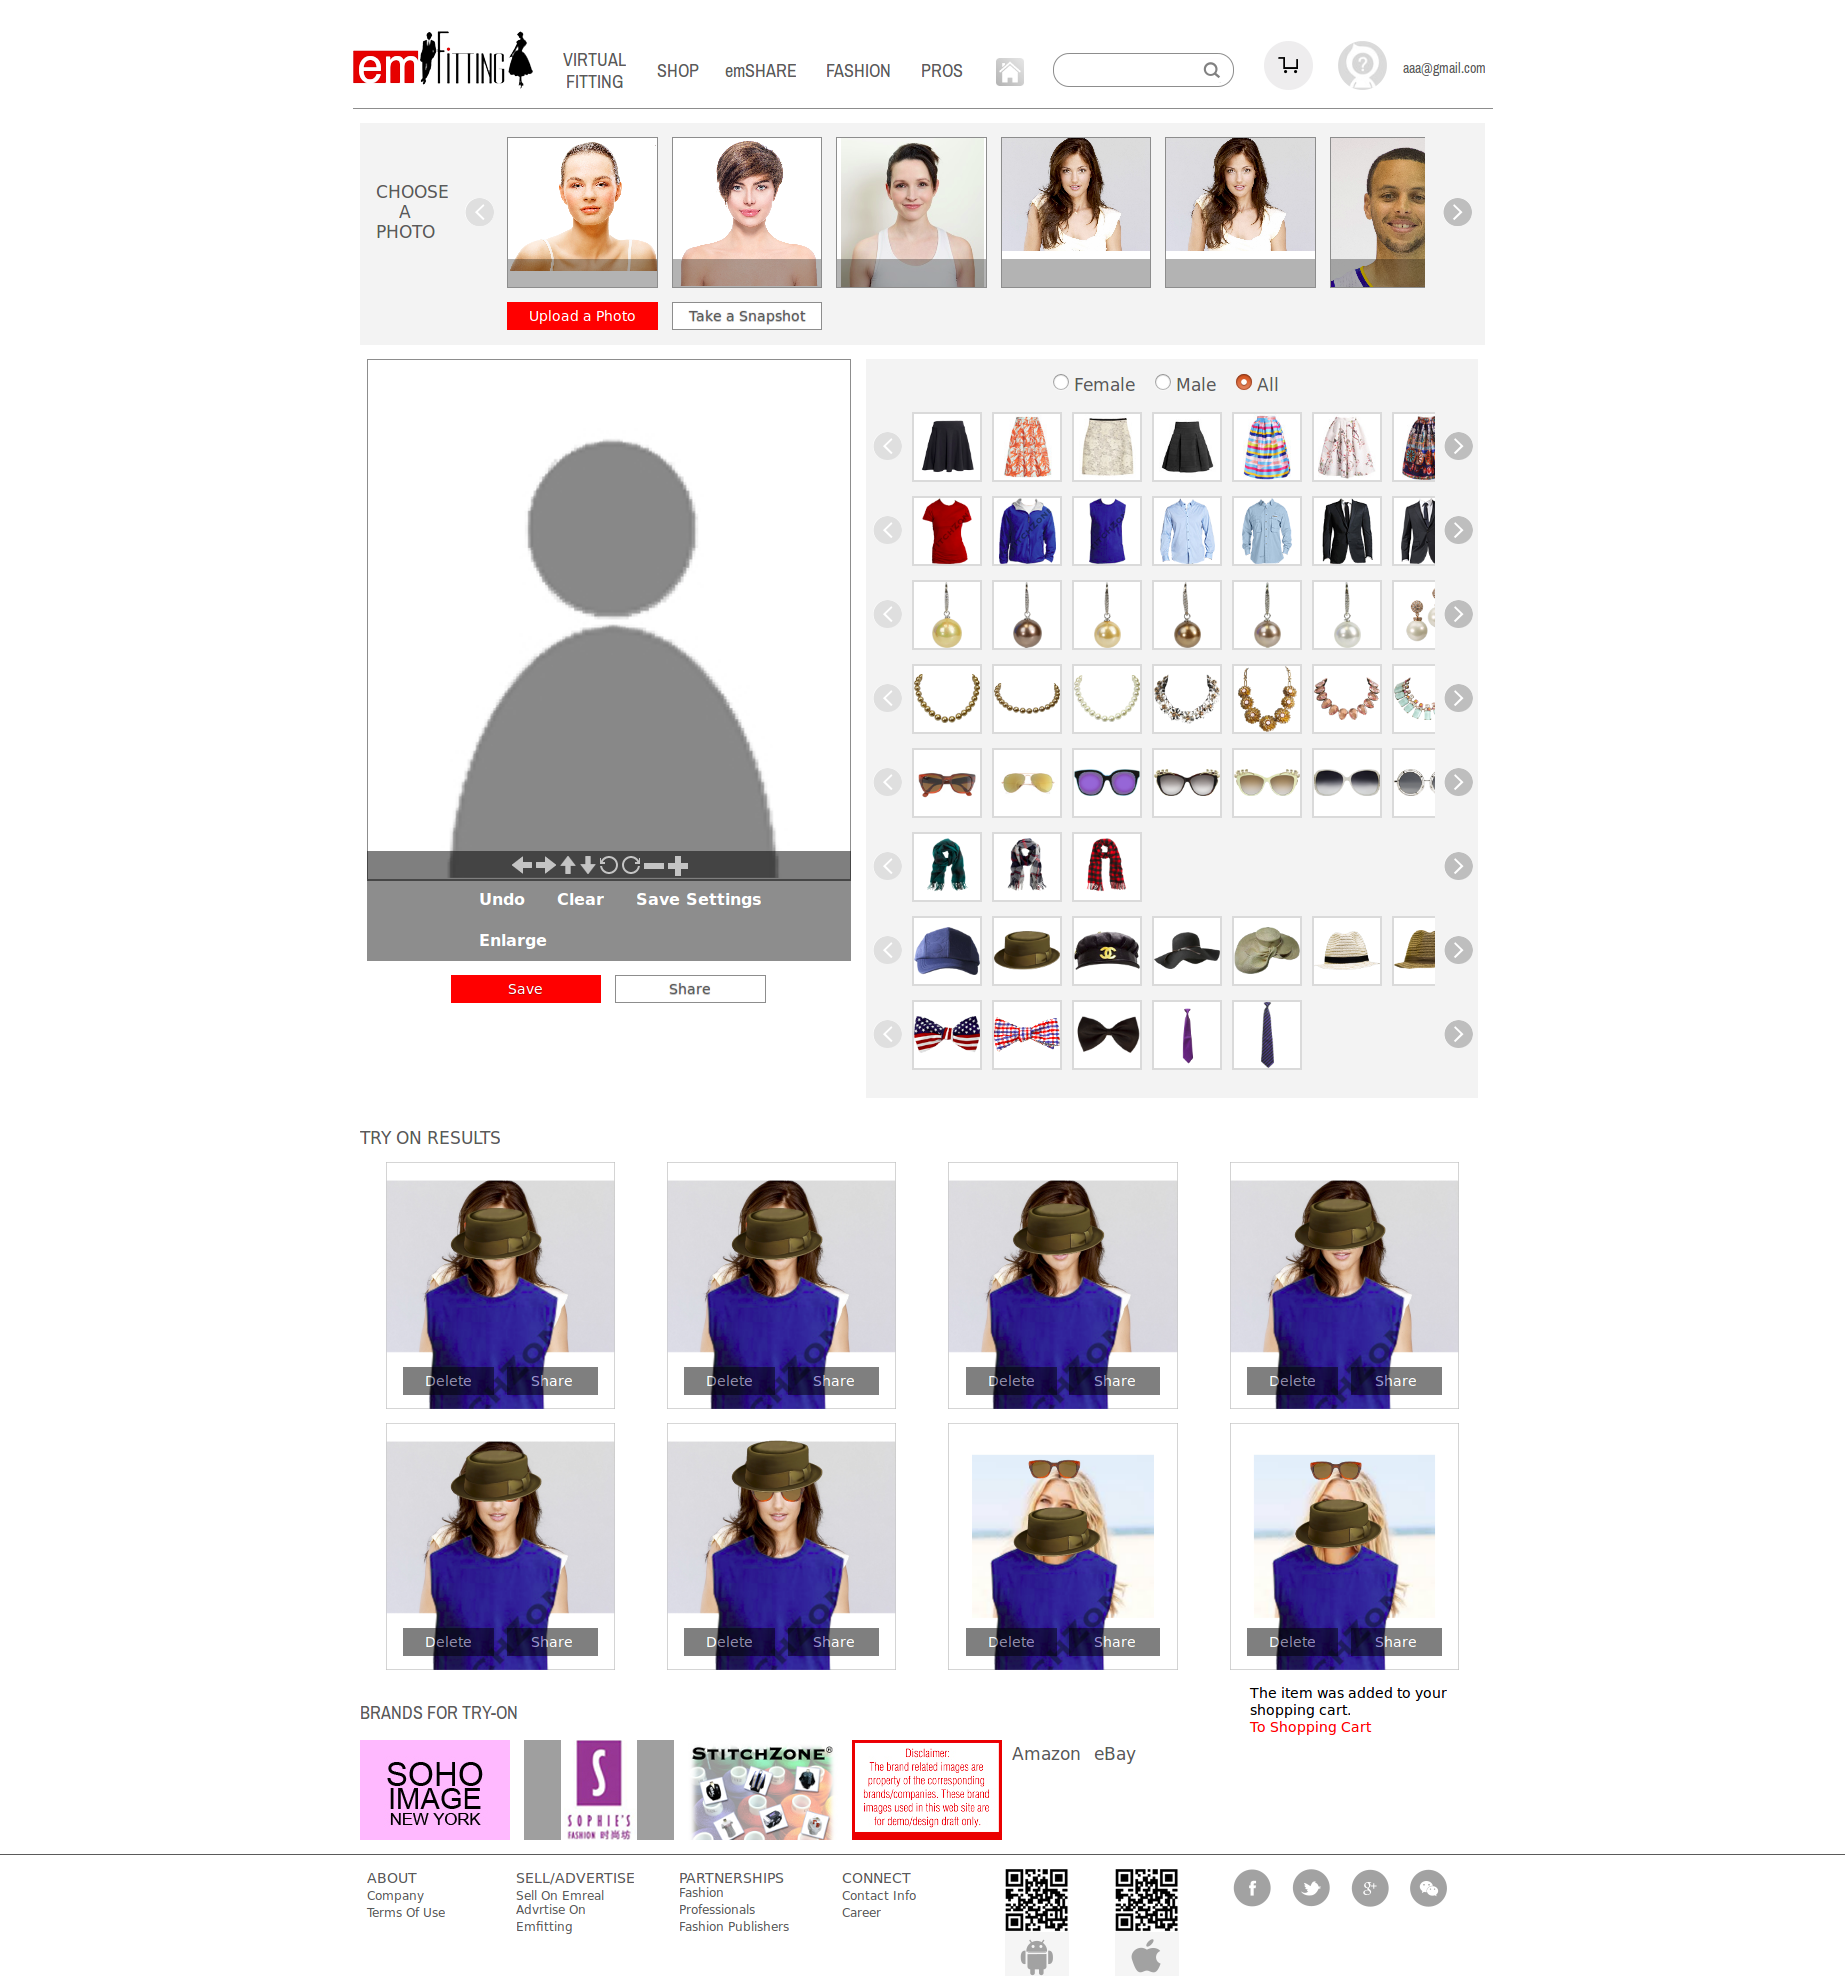 em FITTING
VIRTUAL
FITTING
SHOP
emSHARE
FASHION
PROS
aaa@gmail.com
CHOOSE
A
PHOTO
Upload a Photo
Take a Snapshot
Female
Male
All
Undo
Clear
Save Settings
Enlarge
Save
Share
TRY ON RESULTS
Delete
Share
Delete
Share
Delete
Share
Delete
Share
Delete
Share
Delete
Share
Delete
Share
Delete
Share
The item was added to your
shopping cart.
To Shopping Cart
BRANDS FOR TRY-ON
SOHO
IMAGE
NEW YORK
S
SOPHIE'S
FASHION 时尚坊
STITCHZONE®
Disclaimer:
The brand related images are
property of the corresponding
brands/companies. These brand
images used in this web site are
for demo/design draft only.
Amazon
eBay
ABOUT
Company
Terms Of Use
SELL/ADVERTISE
Sell On Emreal
Advrtise On
Emfitting
PARTNERSHIPS
Fashion
Professionals
Fashion Publishers
CONNECT
Contact Info
Career